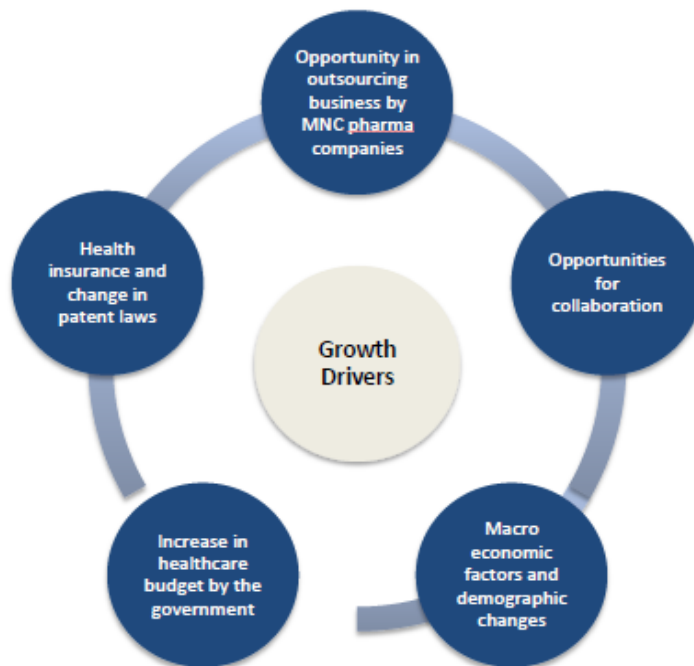 Opportunity in
outsourcing
business by
MNC pharma
companies
Health
insurance and
change in
patent laws
Opportunities
for
collaboration
Growth
Drivers
Increase in
healthcare
budget by the
government
Macro
economic
factors and
demographic
changes